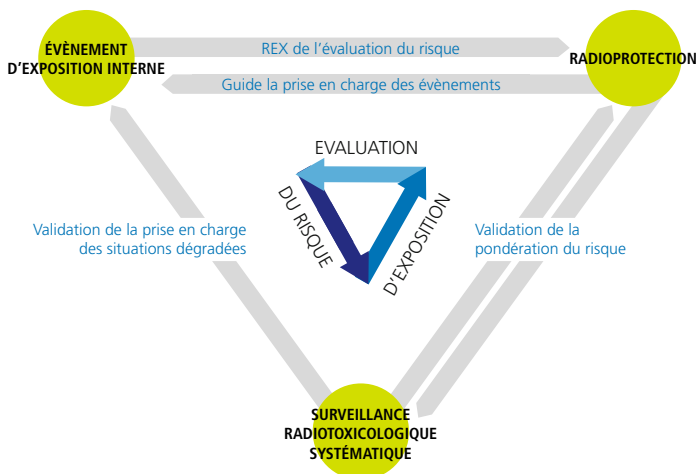 ÉVÈNEMENT
D'EXPOSITION INTERNE
REX de l'évaluation du risque
RADIOPROTECTION
Guide la prise en charge des évènements
EVALUATION
DU RISQUE
D'EXPOSITION
Validation de la prise en charge
des situations dégradées
Validation de la
pondération du risque
SURVEILLANCE
RADIOTOXICOLOGIQUE
SYSTÉMATIQUE